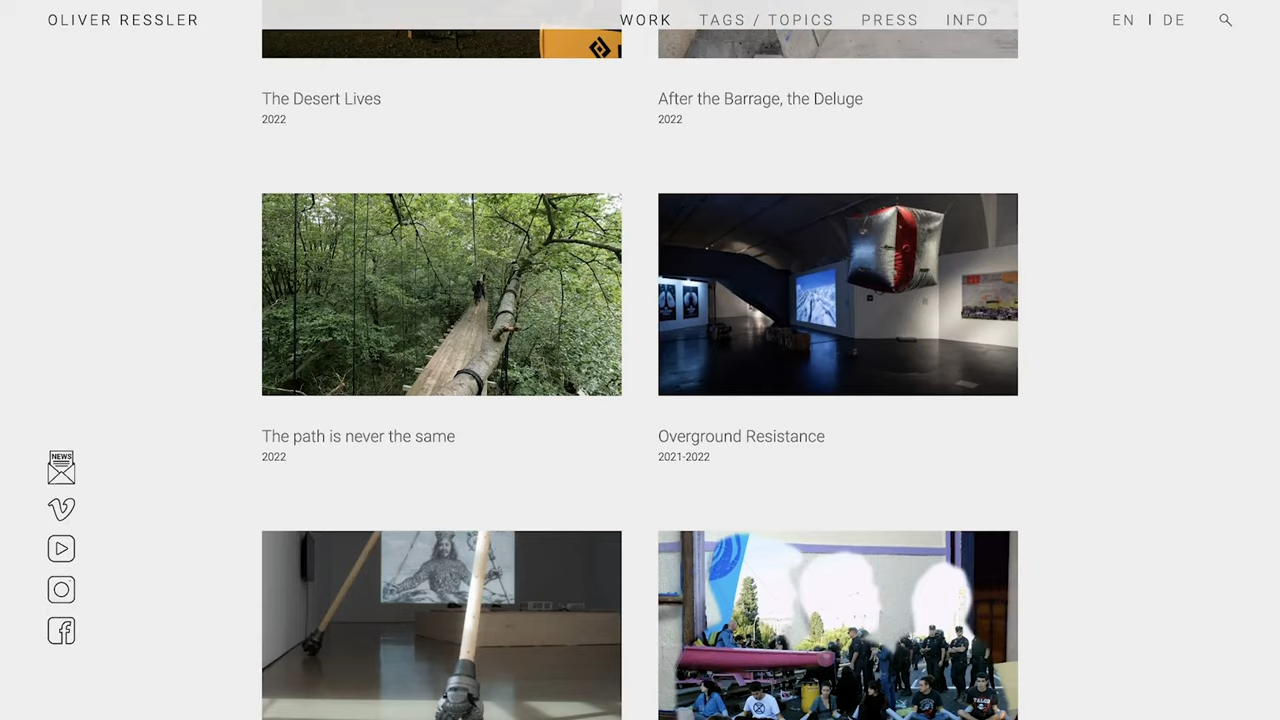 OLIVER RESSLER
WORK TAGS / TOPICS PRESS INFO
EN I DE
The Desert Lives
2022
After the Barrage, the Deluge
2022
The path is never the same
2022
Overground Resistance
2021-2022
NEWS